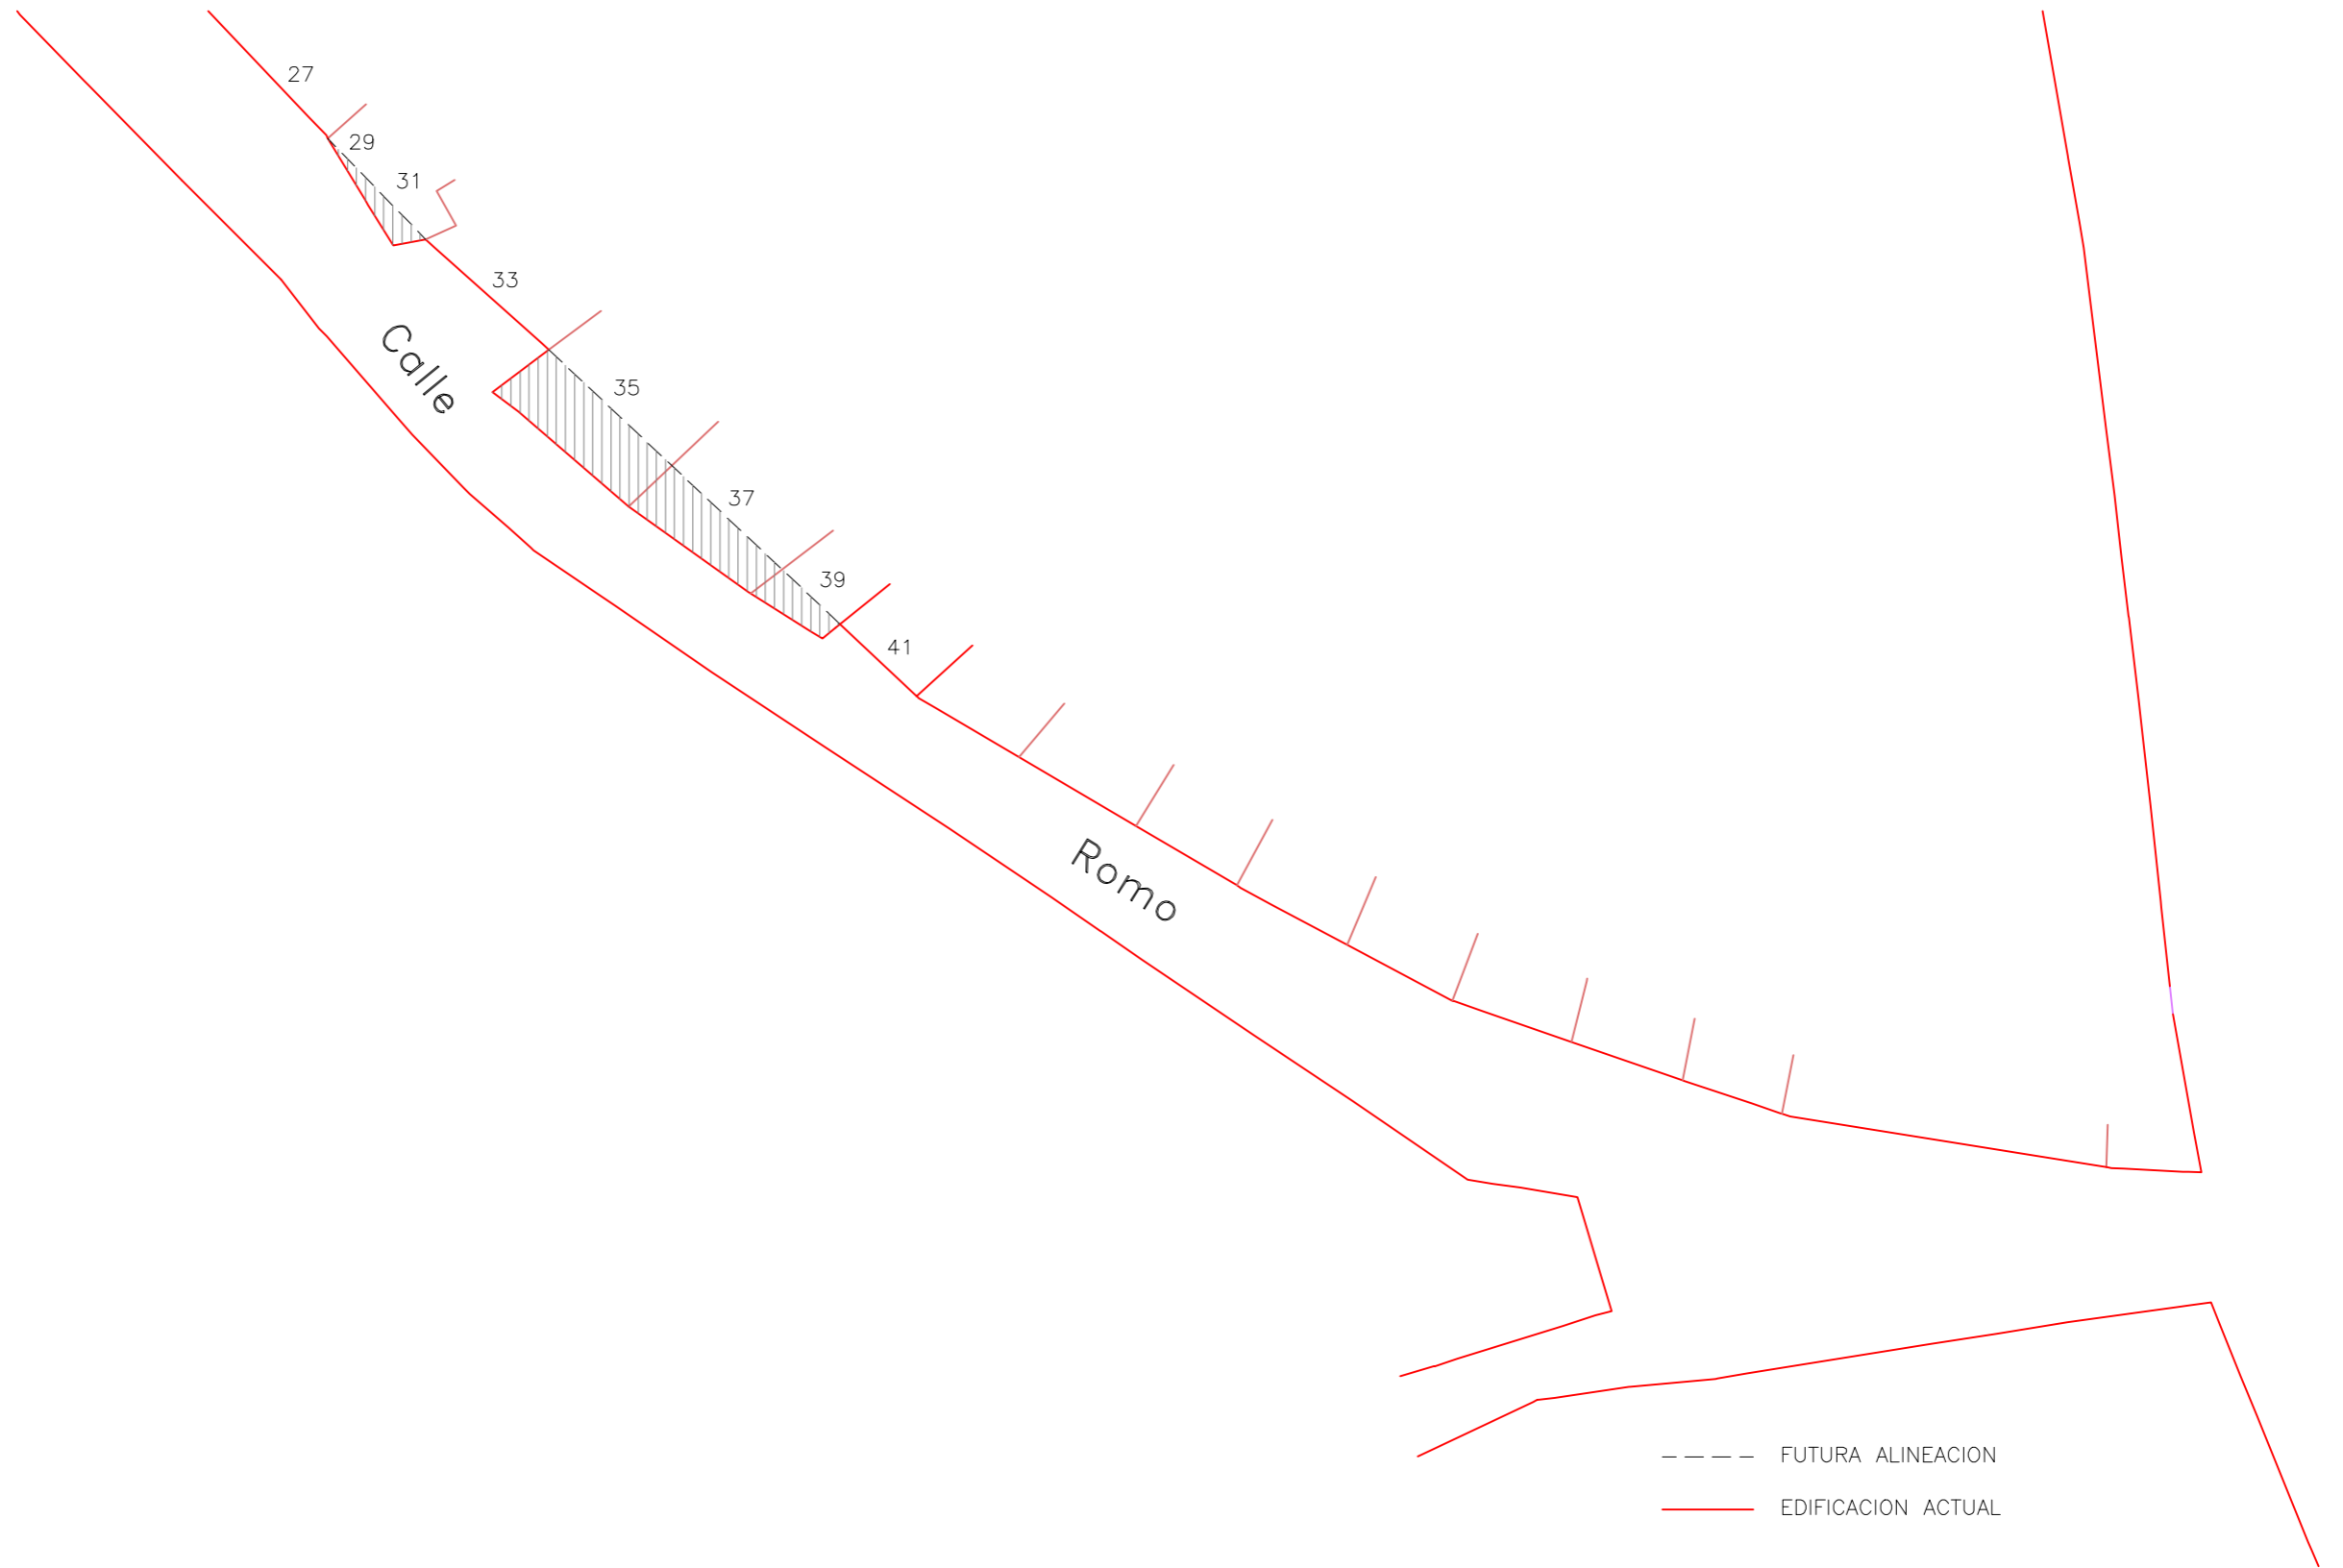 27
29
31
33
Calle
35
37
39
41
Romo
FUTURA ALINEACION
EDIFICACION ACTUAL